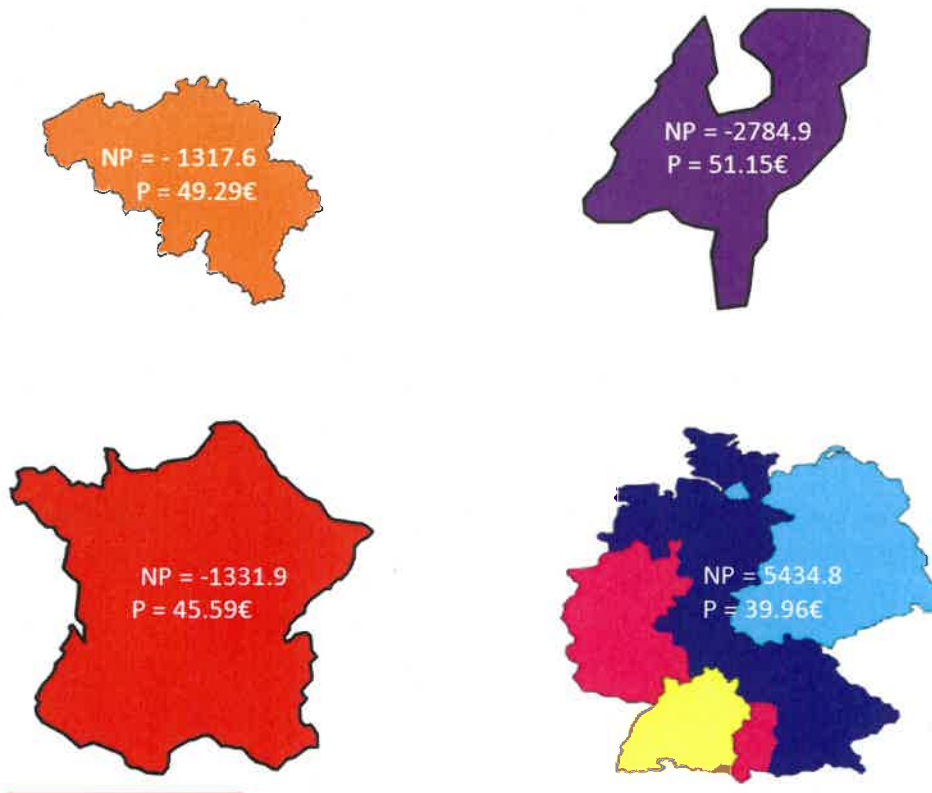 NP = - 1317.6
P = 49.29€
NP = -2784.9
P = 51.15€
NP = -1331.9
P = 45.59€
NP = 5434.8
P = 39.96€